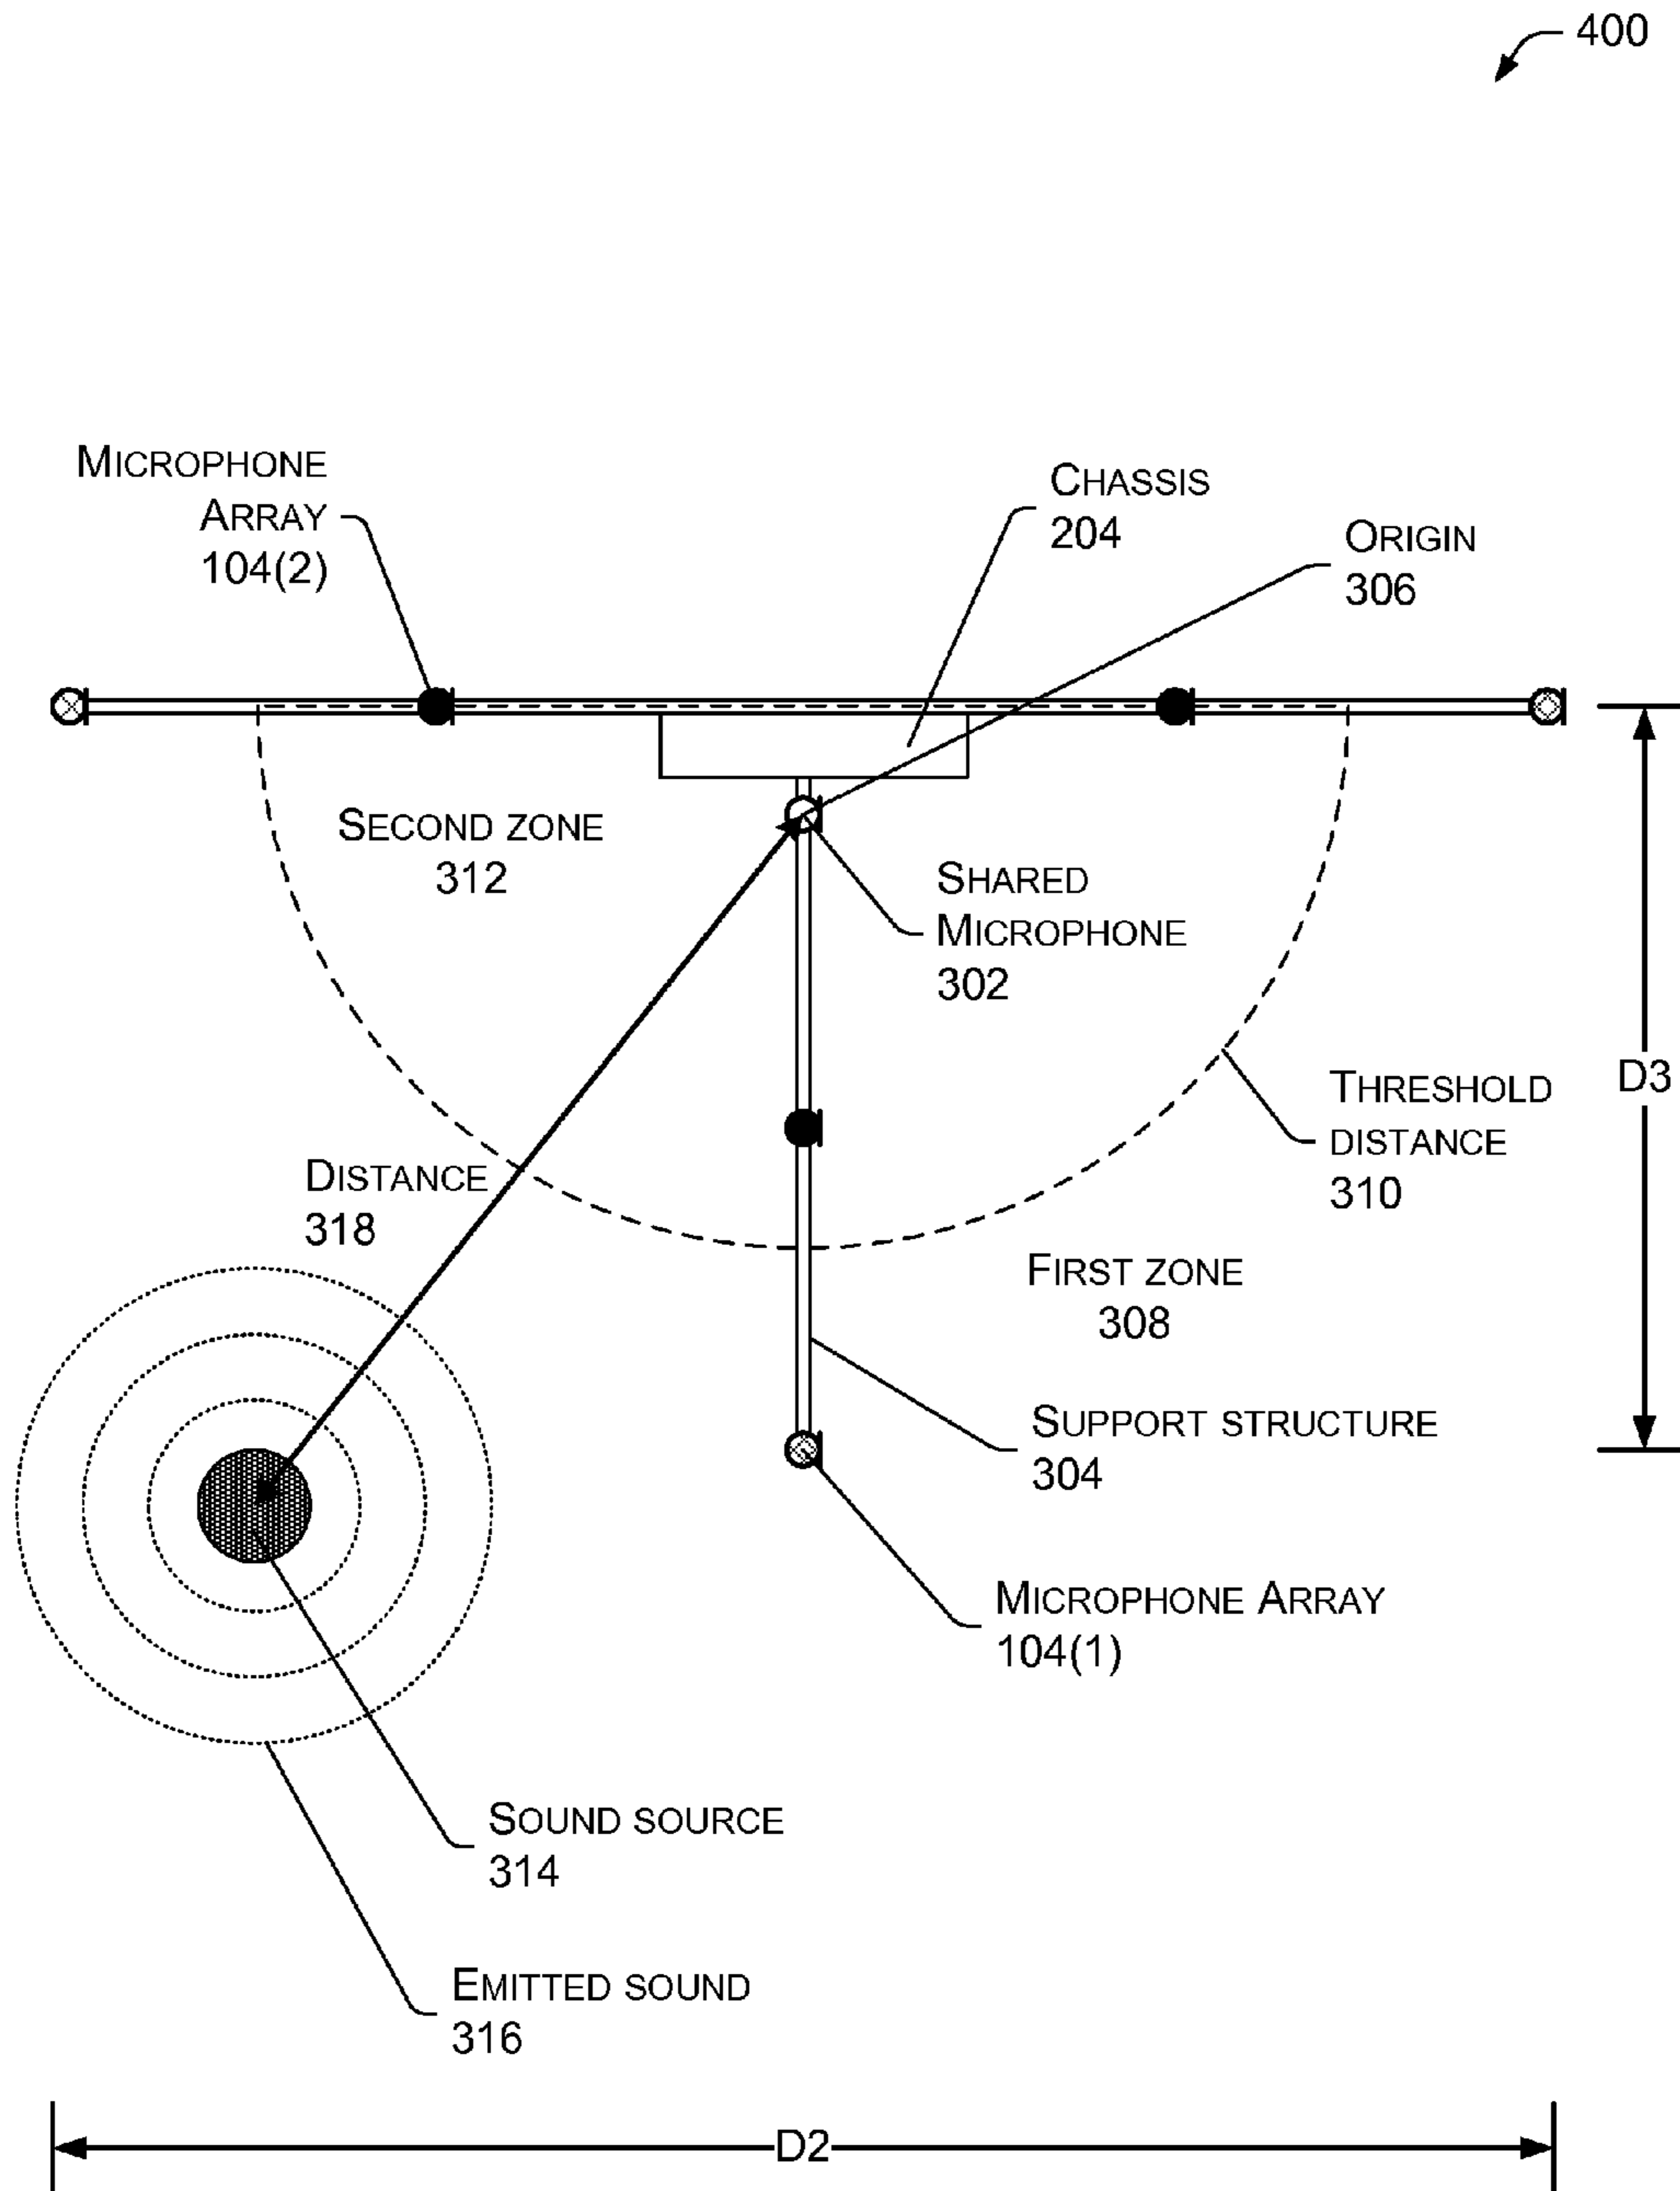 400
MICROPHONE
ARRAY
104(2)
CHASSIS
204
ORIGIN
306
SECOND ZONE
312
SHARED
MICROPHONE
302
THRESHOLD
DISTANCE
310
D3
DISTANCE
318
FIRST ZONE
308
SUPPORT STRUCTURE
304
MICROPHONE ARRAY
104(1)
SOUND SOURCE
314
EMITTED SOUND
316
D2